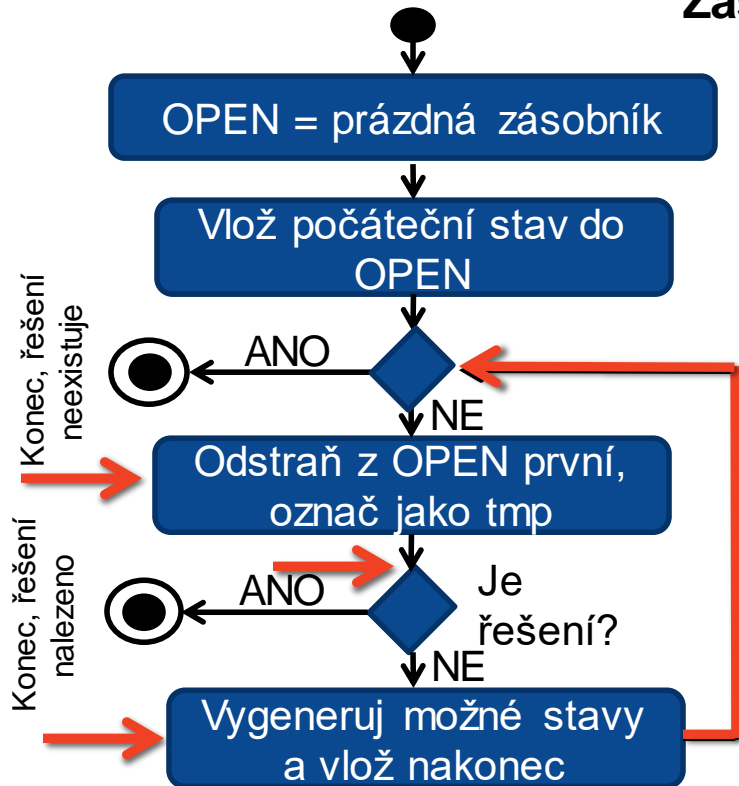 OPEN = prázdná zásobník
Vlož počáteční stav do
OPEN
Konec, řešení
neexistuje
ANO
NE
Odstraň z OPEN první,
označ jako tmp
Konec, řešení
nalezeno
ANO
Je
řešení?
NE
Vygeneruj možné stavy
a vlož nakonec